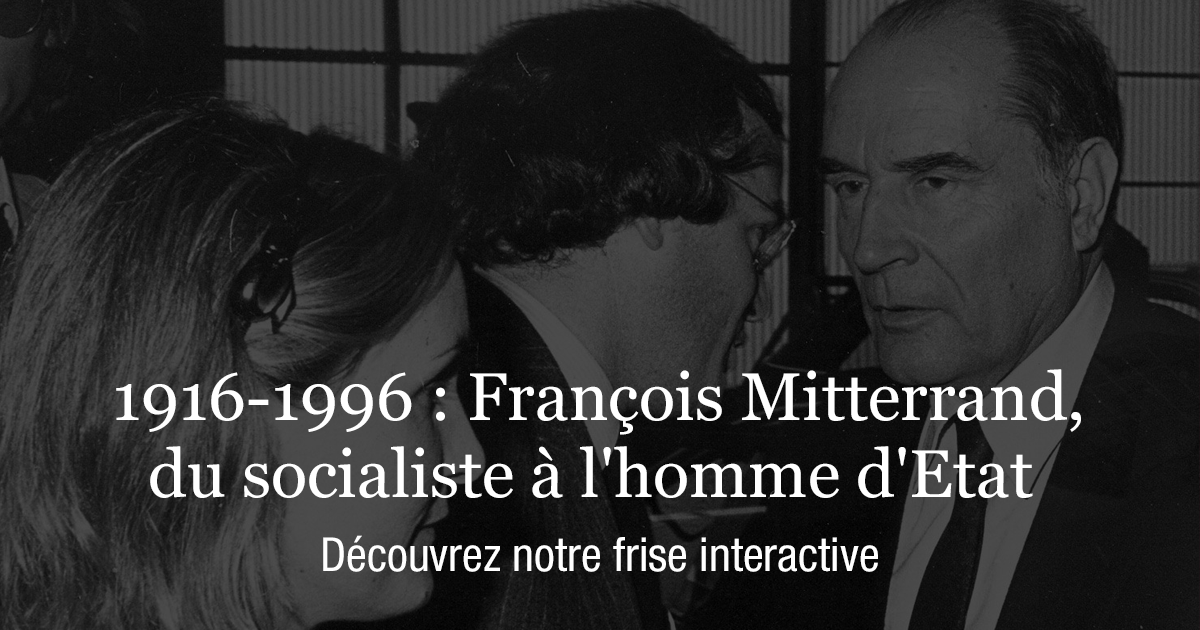 1916-1996 : François Mitterrand,
du socialiste à l'homme d'Etat
Découvrez notre frise interactive